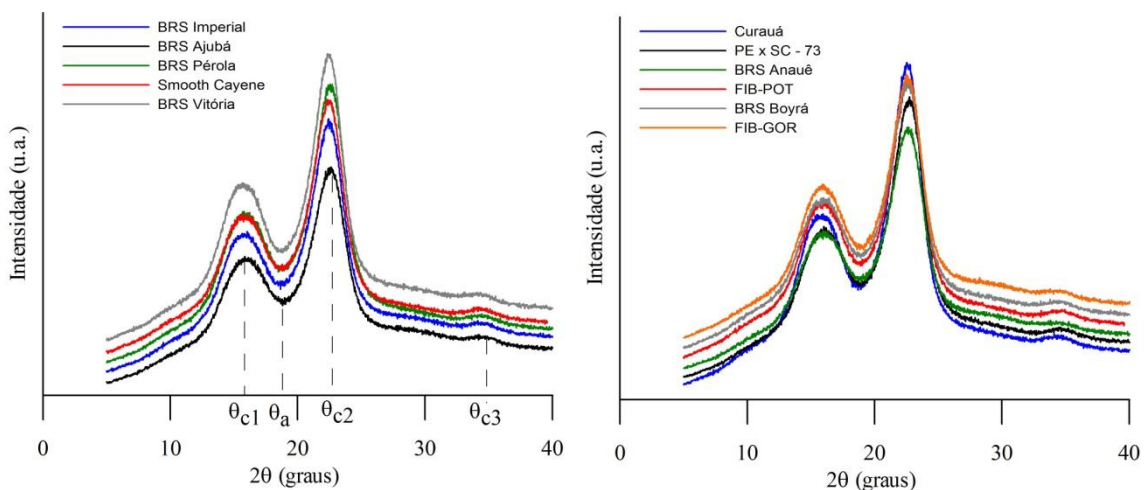 BRS Imperial
BRS Ajubá
BRS Pérola
Smooth Cayene
BRS Vitória
Intensidade (u.a.)
θc1 θa θc2 θc3
0 10 20 30 40
2θ (graus)
Curauá
PE x SC - 73
BRS Anauê
FIB-POT
BRS Boyrá
FIB-GOR
Intensidade (u.a.)
0 10 20 30 40
2θ (graus)